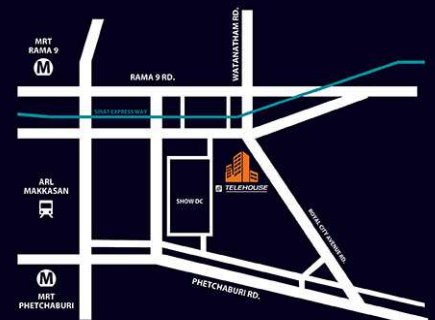 MRT
RAMA 9
M
RAMA 9 RD.
WATANATHAM RD.
SIRAT EXPRESS WAY
ARL
MAKKASAN
SHOW DC
TELEHOUSE
ROYAL CITY AVENUE RD.
M
MRT
PHETCHABURI
PHETCHABURI RD.